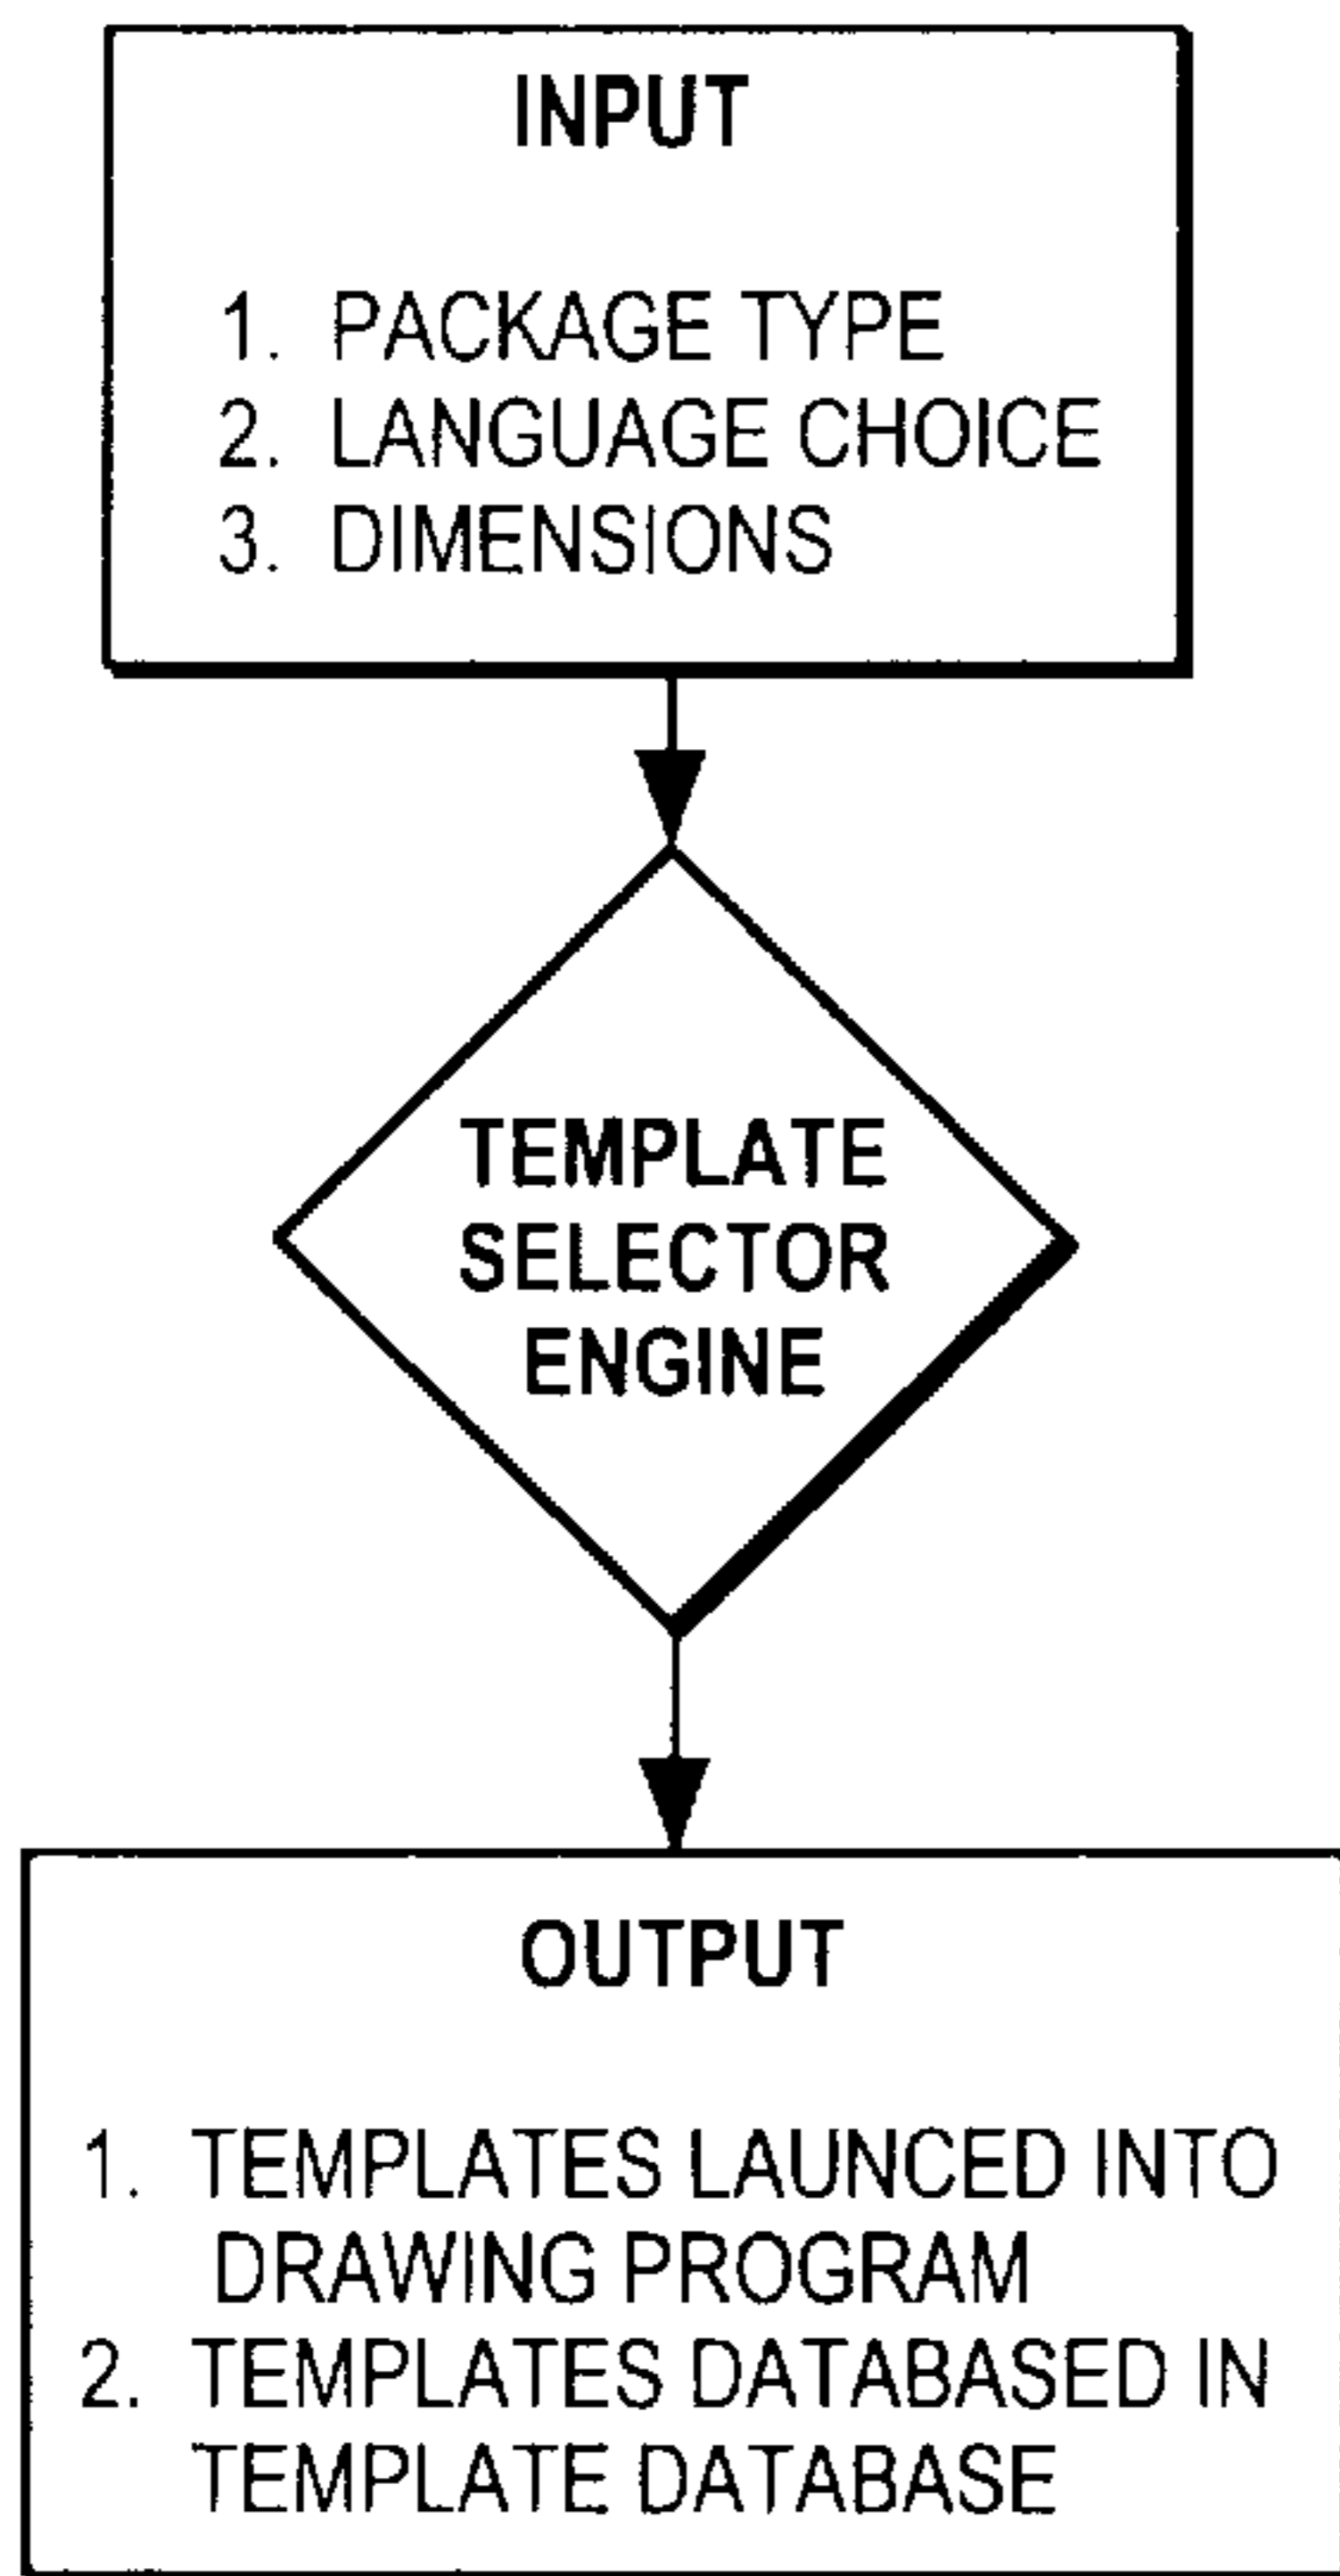 INPUT
1. PACKAGE TYPE
2. LANGUAGE CHOICE
3. DIMENSIONS
TEMPLATE
SELECTOR
ENGINE
OUTPUT
1. TEMPLATES LAUNCED INTO
DRAWING PROGRAM
2. TEMPLATES DATABASED IN
TEMPLATE DATABASE